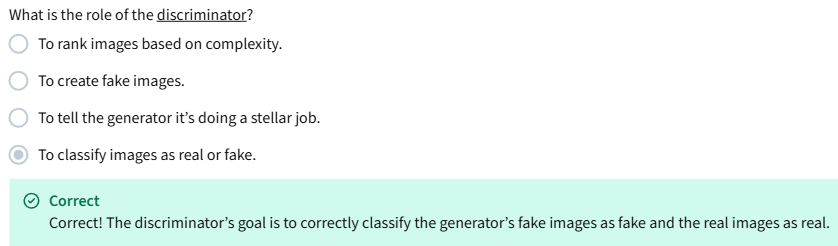 What is the role of the discriminator?
To rank images based on complexity.
To create fake images.
To tell the generator it’s doing a stellar job.
To classify images as real or fake.
Correct
Correct! The discriminator’s goal is to correctly classify the generator’s fake images as fake and the real images as real.